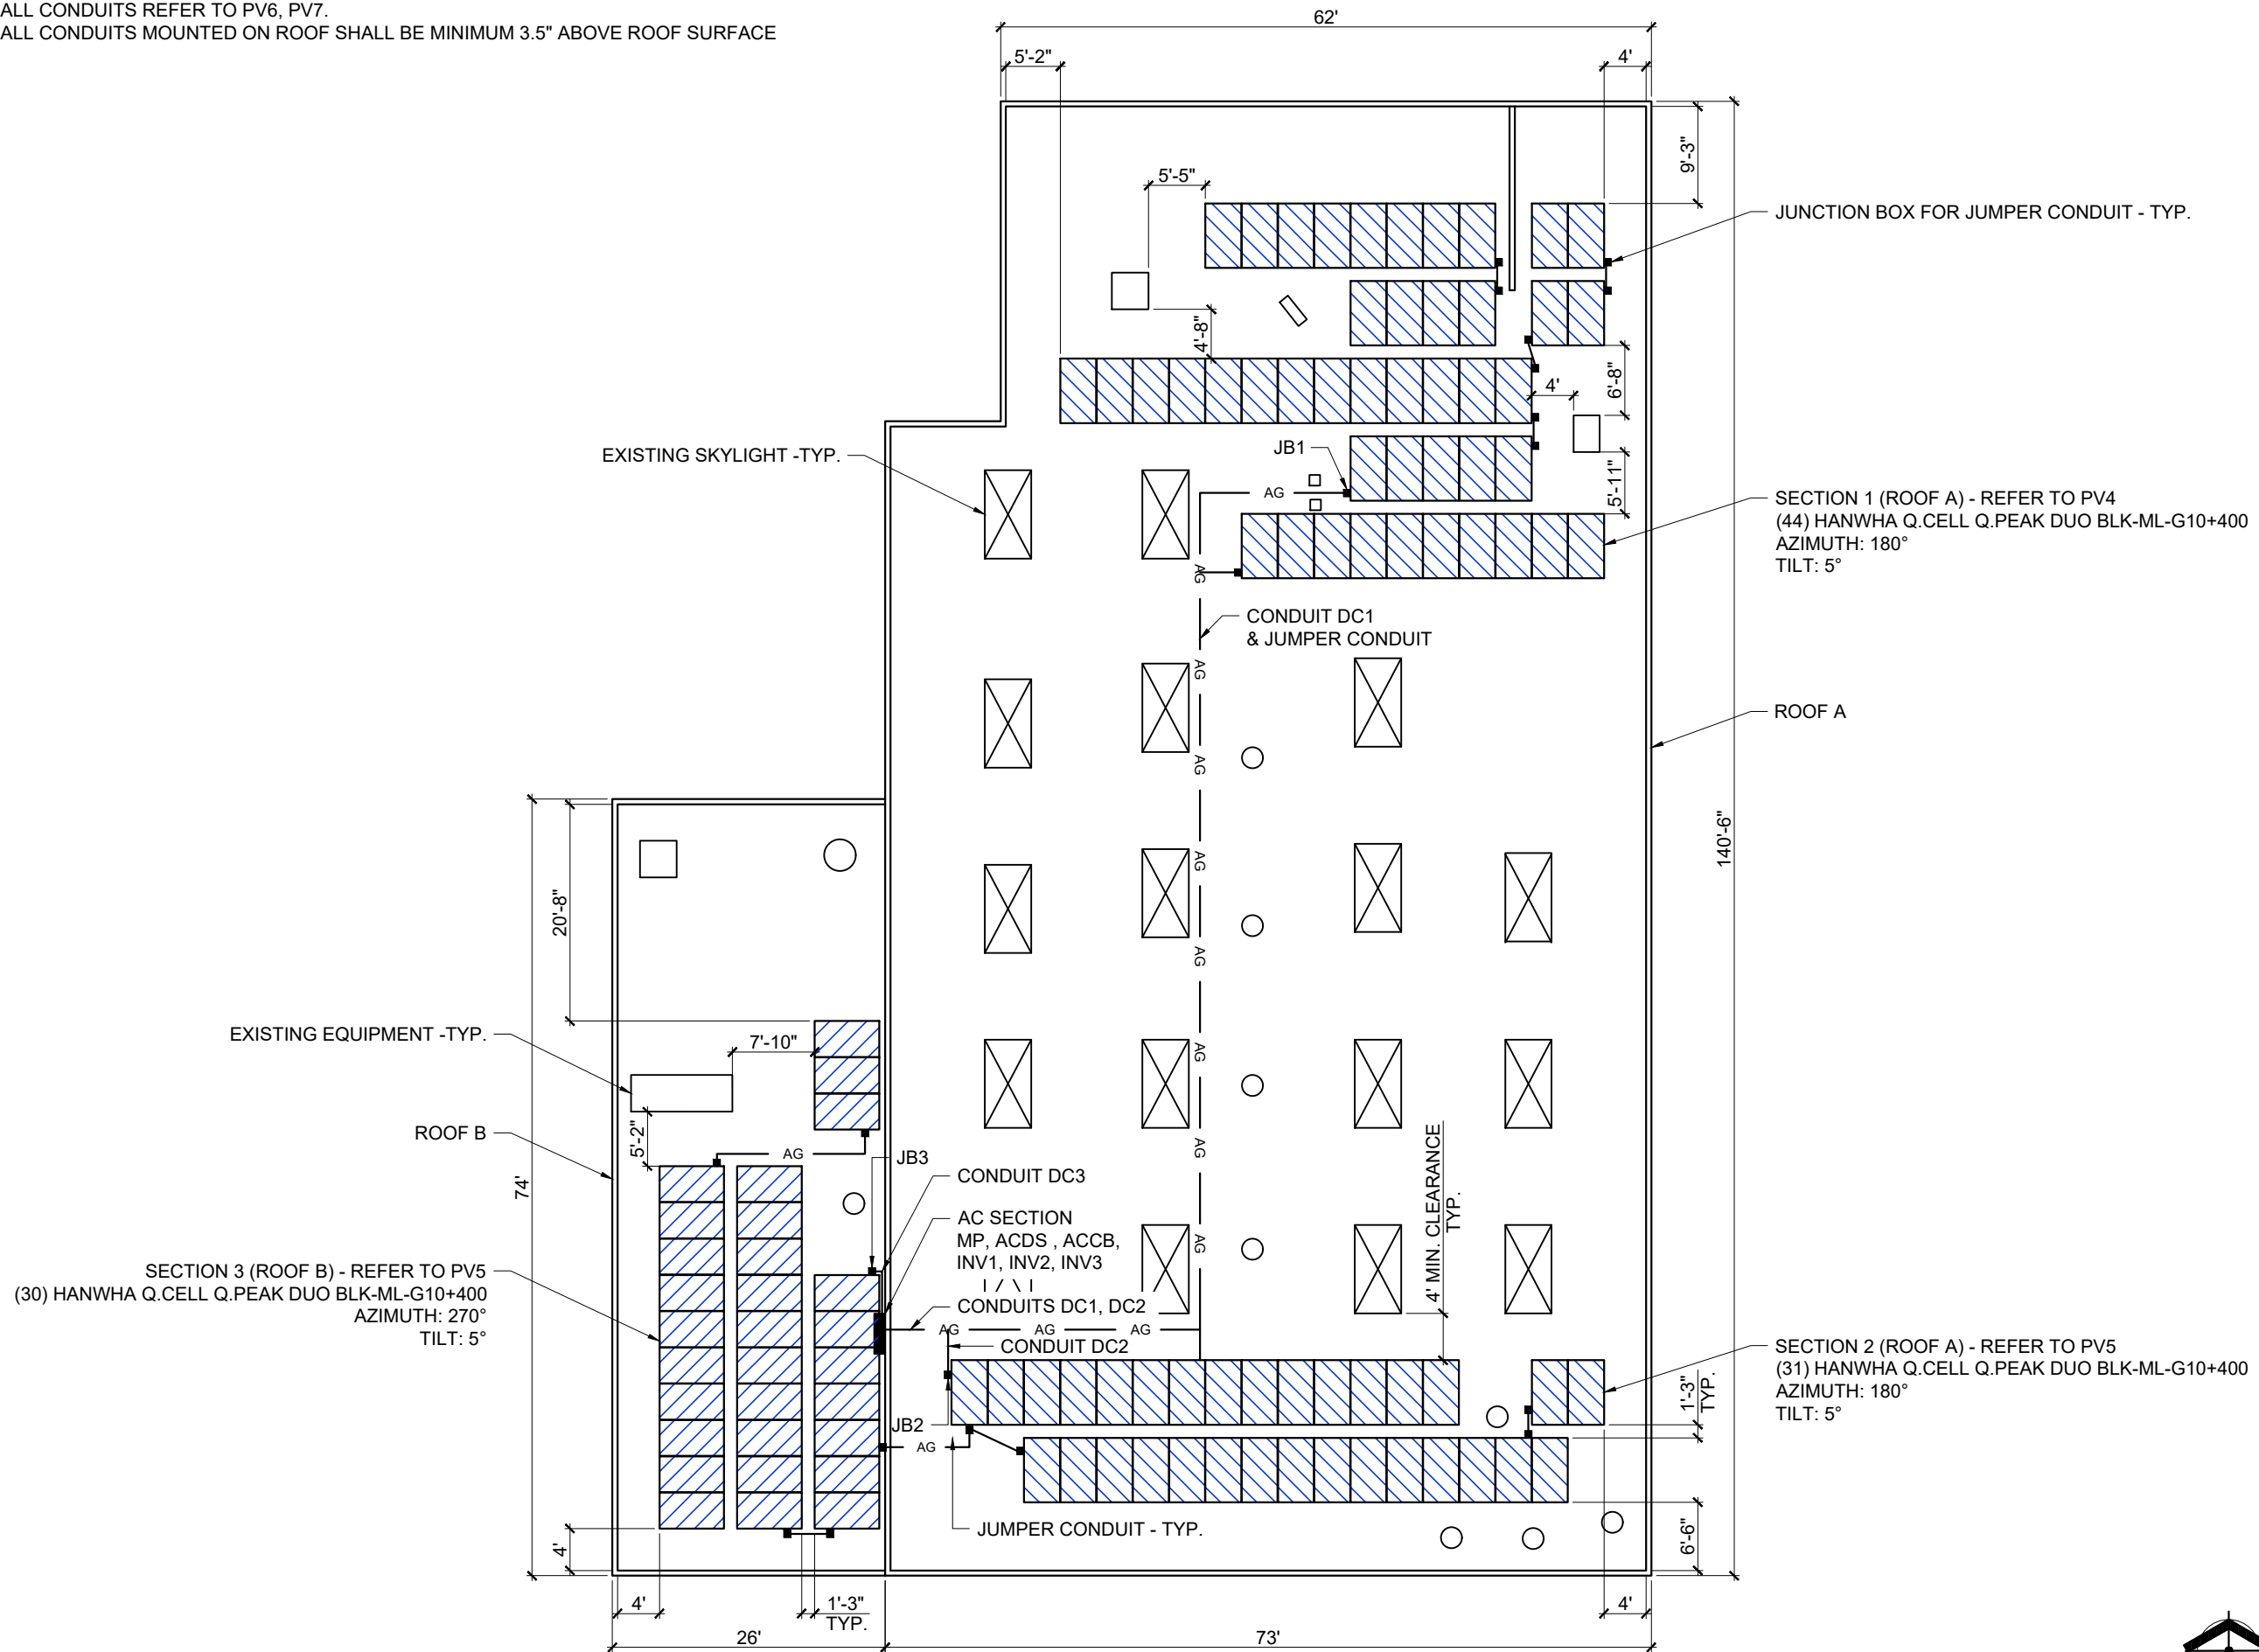 ALL CONDUITS REFER TO PV6, PV7.
ALL CONDUITS MOUNTED ON ROOF SHALL BE MINIMUM 3.5" ABOVE ROOF SURFACE
62'
5'-2"
4'
9'-3"
5'-5"
JUNCTION BOX FOR JUMPER CONDUIT - TYP.
4'-8"
6'-8"
4'
EXISTING SKYLIGHT -TYP.
JB1
AG
5'-11"
SECTION 1 (ROOF A) - REFER TO PV4
(44) HANWHA Q.CELL Q.PEAK DUO BLK-ML-G10+400
AZIMUTH: 180°
TILT: 5°
AG
CONDUIT DC1
& JUMPER CONDUIT
AG
ROOF A
AG
140'-6"
AG
20'-8"
AG
EXISTING EQUIPMENT -TYP.
7'-10"
AG
ROOF B
5'-2"
AG
AG
4' MIN. CLEARANCE
TYP.
74'
JB3
CONDUIT DC3
AC SECTION
MP, ACDS , ACCB,
INV1, INV2, INV3
AG
SECTION 3 (ROOF B) - REFER TO PV5
(30) HANWHA Q.CELL Q.PEAK DUO BLK-ML-G10+400
AZIMUTH: 270°
TILT: 5°
CONDUITS DC1, DC2
AG
AG
AG
CONDUIT DC2
SECTION 2 (ROOF A) - REFER TO PV5
(31) HANWHA Q.CELL Q.PEAK DUO BLK-ML-G10+400
AZIMUTH: 180°
TILT: 5°
1'-3"
TYP.
JB2
AG
JUMPER CONDUIT - TYP.
6'-6"
4'
4'
1'-3"
TYP.
4'
26'
73'